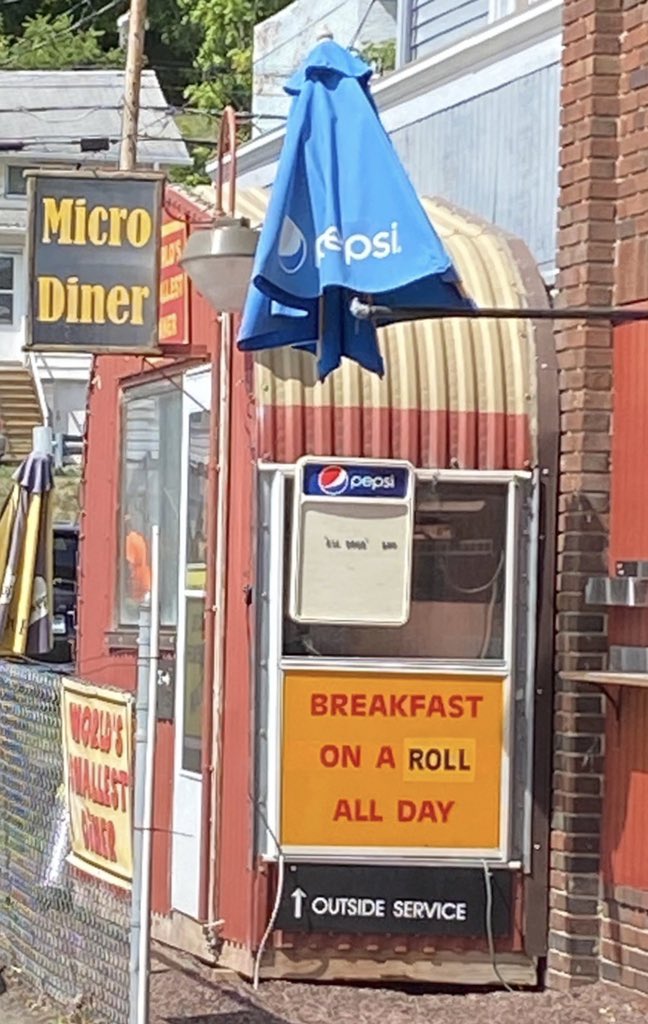 Micro
Diner
pepsi
pepsi
BREAKFAST
ON A ROLL
ALL DAY
↑ OUTSIDE SERVICE
WORLD'S
SMALLEST
DINER